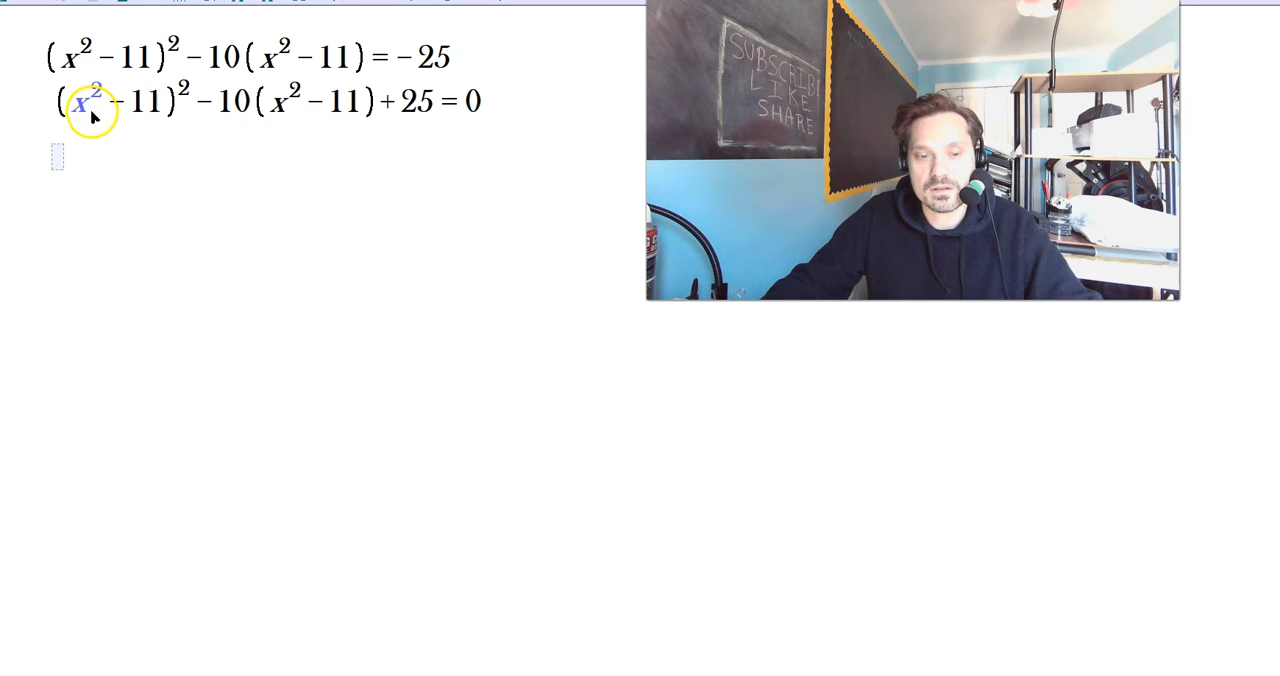 (x² − 11)² − 10(x² − 11) = − 25
(x² − 11)² − 10(x² − 11) + 25 = 0
SUBSCRIBE
LIKE
SHARE